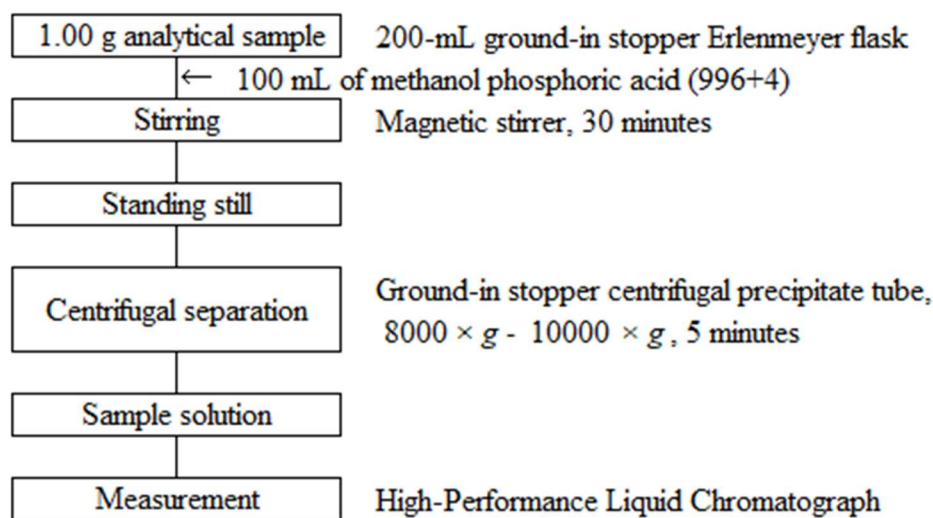 1.00 g analytical sample 200-mL ground-in stopper Erlenmeyer flask
← 100 mL of methanol phosphoric acid (996+4)
Stirring Magnetic stirrer, 30 minutes
Standing still
Centrifugal separation Ground-in stopper centrifugal precipitate tube,
8000 × g - 10000 × g , 5 minutes
Sample solution
Measurement High-Performance Liquid Chromatograph